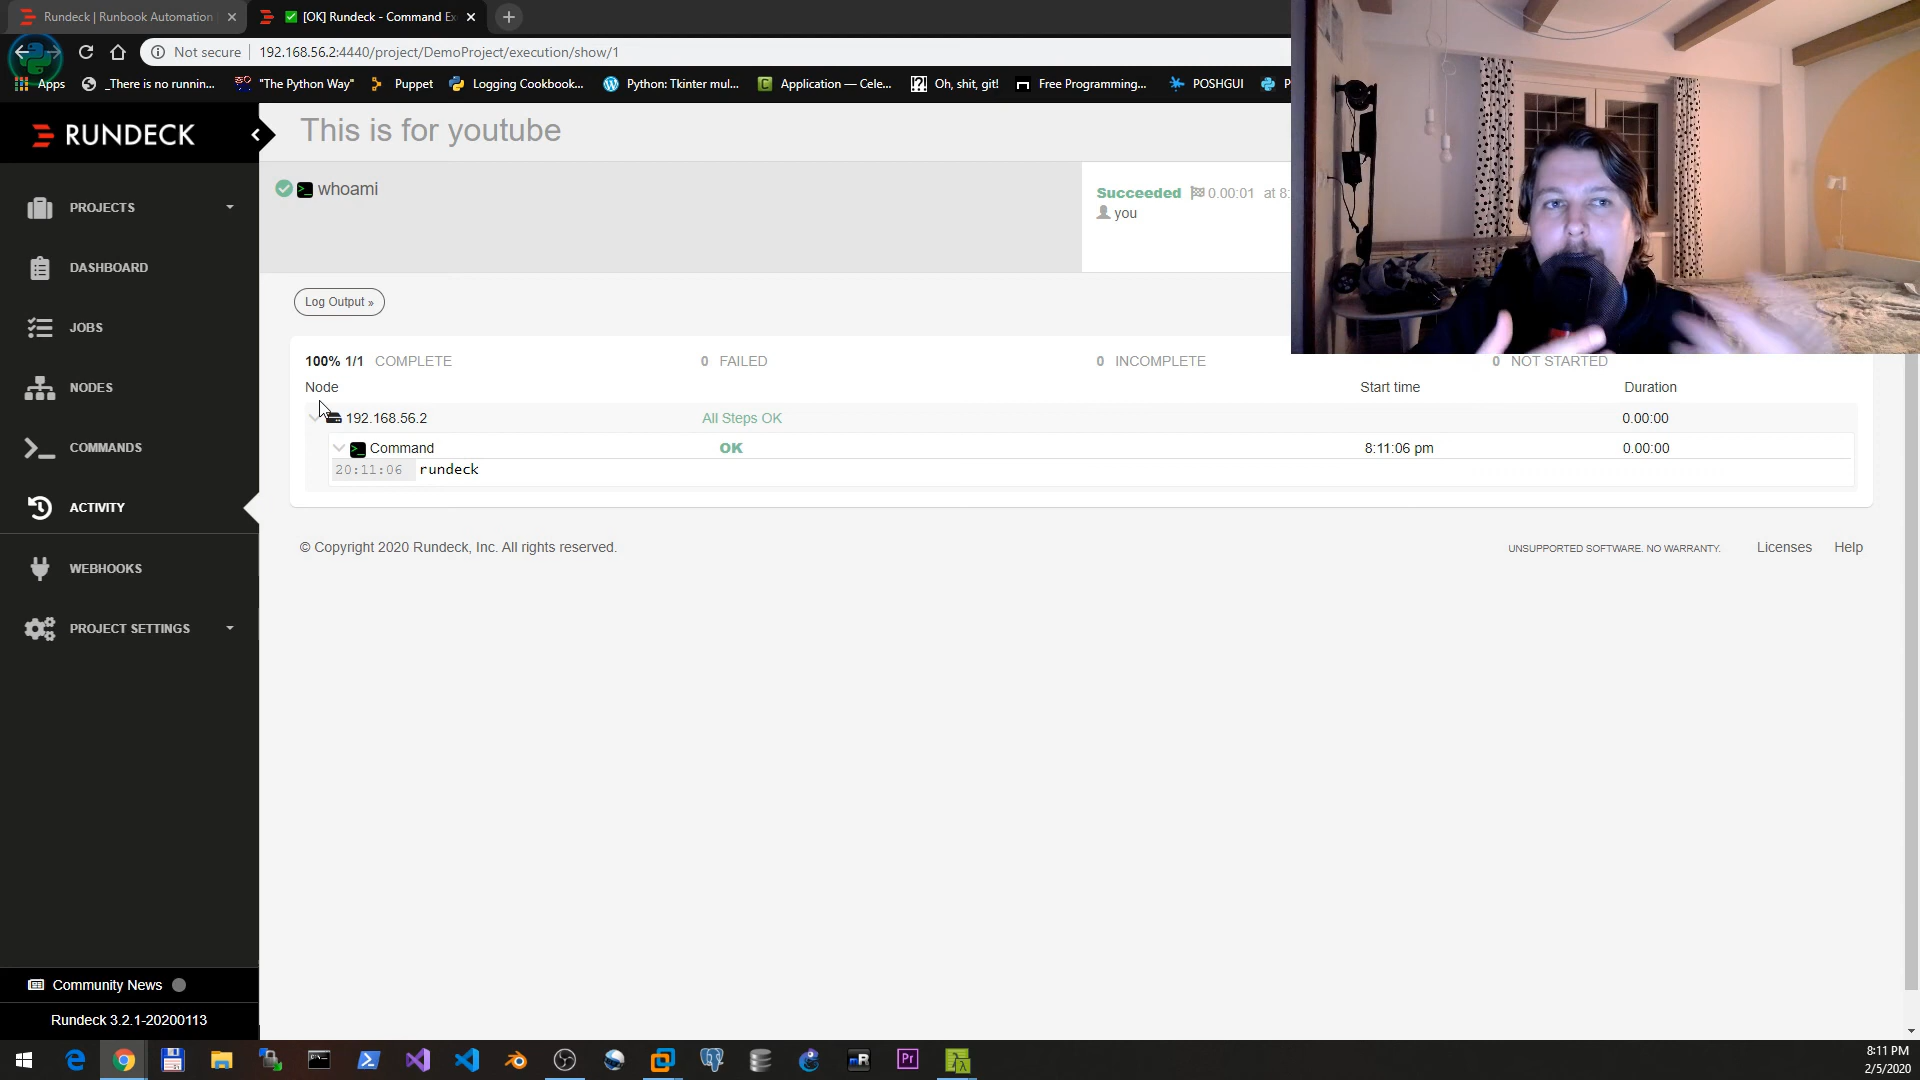 Rundeck | Runbook Automation
[OK] Rundeck - Command Ex
Not secure
192.168.56.2:4440/project/DemoProject/execution/show/1
Apps
_There is no runnin...
"The Python Way"
Puppet
Logging Cookbook...
Python: Tkinter mul...
Application — Cele...
Oh, shit, git!
Free Programming...
POSHGUI
P
RUNDECK
This is for youtube
whoami
Succeeded 0.00:01 at 8:
you
PROJECTS
DASHBOARD
JOBS
NODES
COMMANDS
ACTIVITY
WEBHOOKS
PROJECT SETTINGS
Log Output »
100% 1/1 COMPLETE 0 FAILED 0 INCOMPLETE 0 NOT STARTED
Node Start time Duration
192.168.56.2 All Steps OK 0.00:00
Command OK 8:11:06 pm 0.00:00
20:11:06 rundeck
© Copyright 2020 Rundeck, Inc. All rights reserved.
UNSUPPORTED SOFTWARE. NO WARRANTY. Licenses Help
Community News
Rundeck 3.2.1-20200113
mR
Pr
8:11 PM
2/5/2020